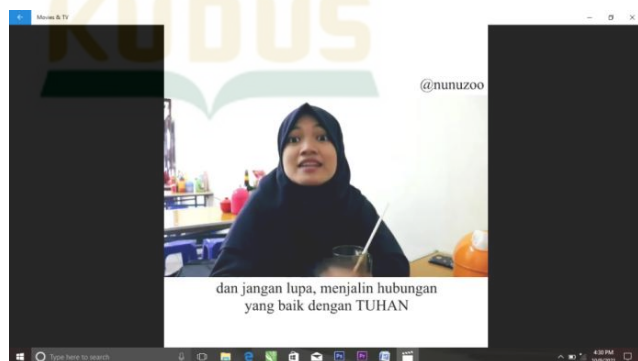 KUDUS
Movies & TV
@nunuzoo
dan jangan lupa, menjalin hubungan
yang baik dengan TUHAN
Type here to search
4:30 PM